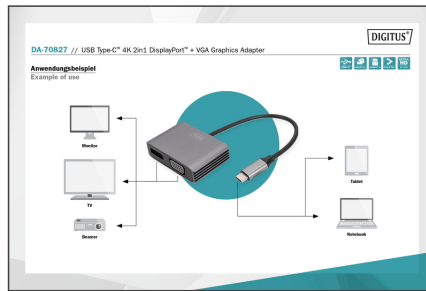 DIGITUS®
DA-70827 // USB Type-C™ 4K 2in1 DisplayPort™ + VGA Graphics Adapter
Anwendungsbeispiel
Example of use
HD
Monitor
TV
Beamer
Tablet
Notebook